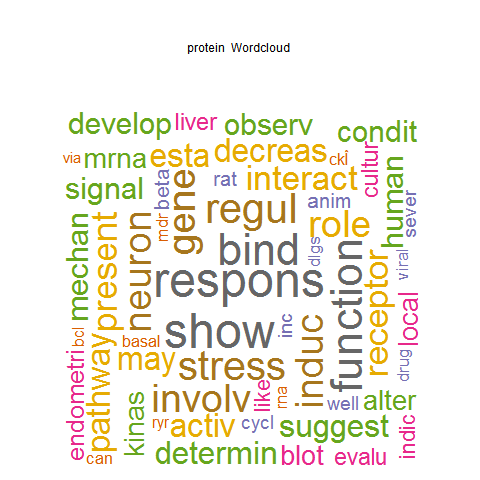 protein Wordcloud
develop liver observ condit
via mrna esta decreas ckî cultur
signal beta rat interact human
mdr gene regul anim role sever
mechan present neuron bind dlgs viral
respons function receptor
bcl basal show inc induc local
endometri pathway may stress drug
kinas involv like rna well alter indic
can ryr activ cycl suggest
determin blot evalu